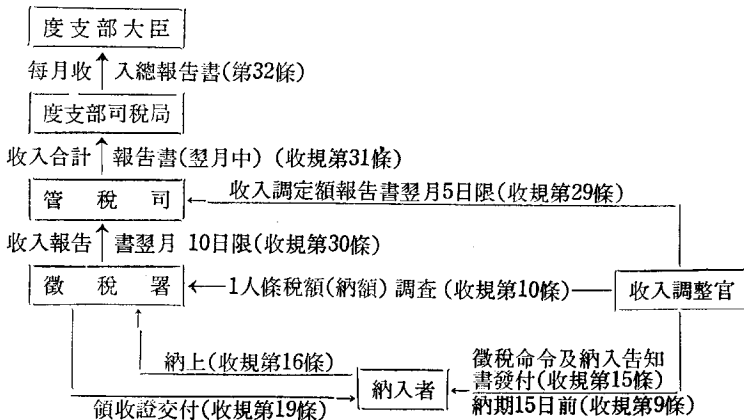 度支部大臣
每月收 入總報告書(第32條)
度支部司稅局
收入合計 報告書(翌月中) (收規第31條)
管稅司
收入調定額報告書翌月5日限(收規第29條)
收入報告 書翌月 10日限(收規第30條)
徵稅署
1人條稅額(納額) 調査 (收規第10條)
收入調整官
納上(收規第16條)
納入者
徵稅命令及納入告知
書發付(收規第15條)
納期15日前(收規第9條)
領收證交付(收規第19條)